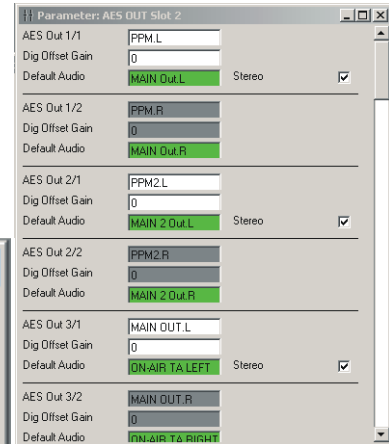 Parameter: AES OUT Slot 2
AES Out 1/1 PPM.L
Dig Offset Gain 0
Default Audio MAIN Out.L Stereo
AES Out 1/2 PPM.R
Dig Offset Gain 0
Default Audio MAIN Out.R
AES Out 2/1 PPM2.L
Dig Offset Gain 0
Default Audio MAIN 2 Out.L Stereo
AES Out 2/2 PPM2.R
Dig Offset Gain 0
Default Audio MAIN 2 Out.R
AES Out 3/1 MAIN OUT.L
Dig Offset Gain 0
Default Audio ON-AIR TA LEFT Stereo
AES Out 3/2 MAIN OUT.R
Dig Offset Gain 0
Default Audio ON-AIR TA RIGHT